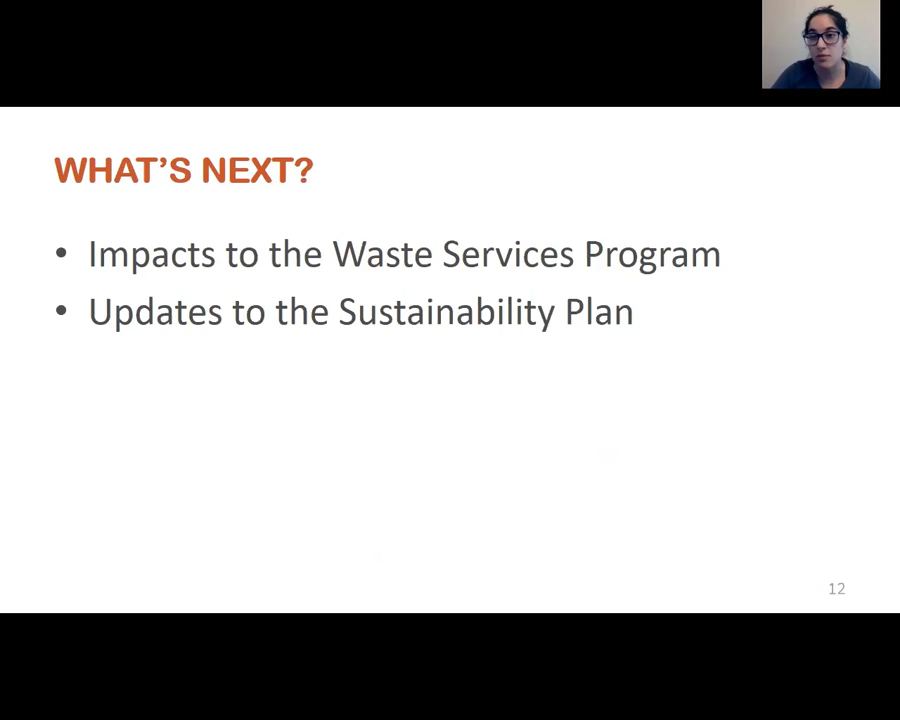 WHAT’S NEXT?
• Impacts to the Waste Services Program
• Updates to the Sustainability Plan
12